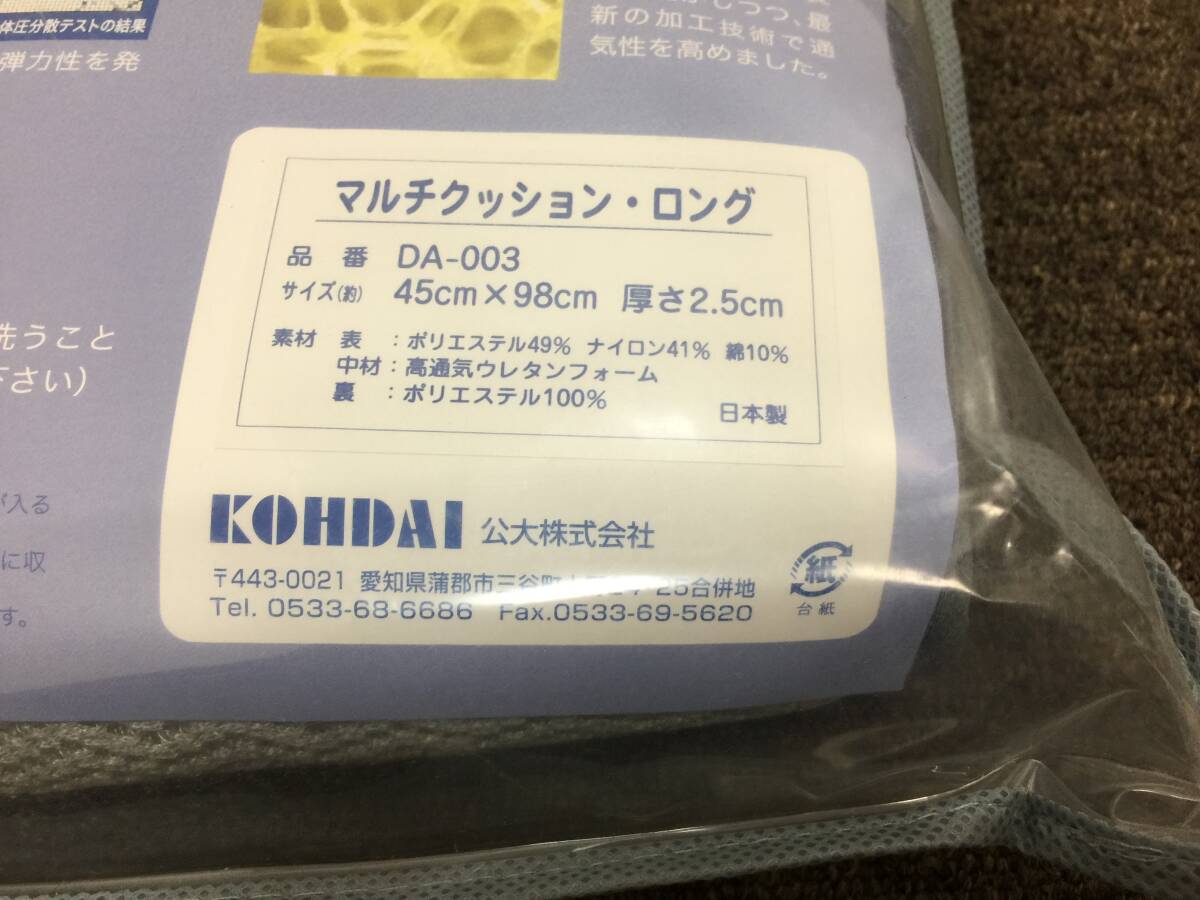 体圧分散テストの結果
弾力性を発
しつつ、最
新の加工技術で通
気性を高めました。
マルチクッション・ロング
品 番 DA-003
サイズ(約) 45cm×98cm 厚さ2.5cm
素材 表 :ポリエステル49% ナイロン41% 綿10%
中材:高通気ウレタンフォーム
裏 :ポリエステル100%
日本製
洗うこと
下さい)
が入る
に収
す。
KOHDAI 公大株式会社
〒443-0021 愛知県蒲郡市三谷町 25合併地
Tel. 0533-68-6686 Fax.0533-69-5620
紙
台紙